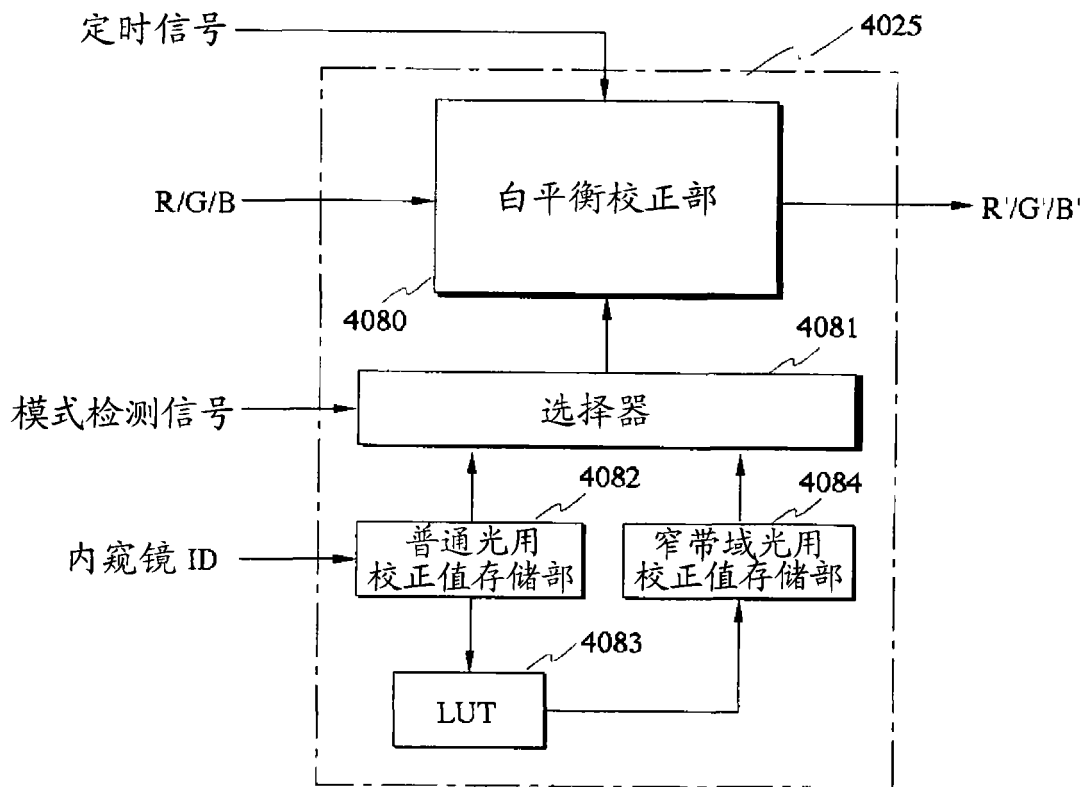 定时信号
4025
R/G/B
白平衡校正部
R'/G'/B'
4080
4081
模式检测信号
选择器
4082
4084
内窥镜 ID
普通光用
校正值存储部
窄带域光用
校正值存储部
4083
LUT